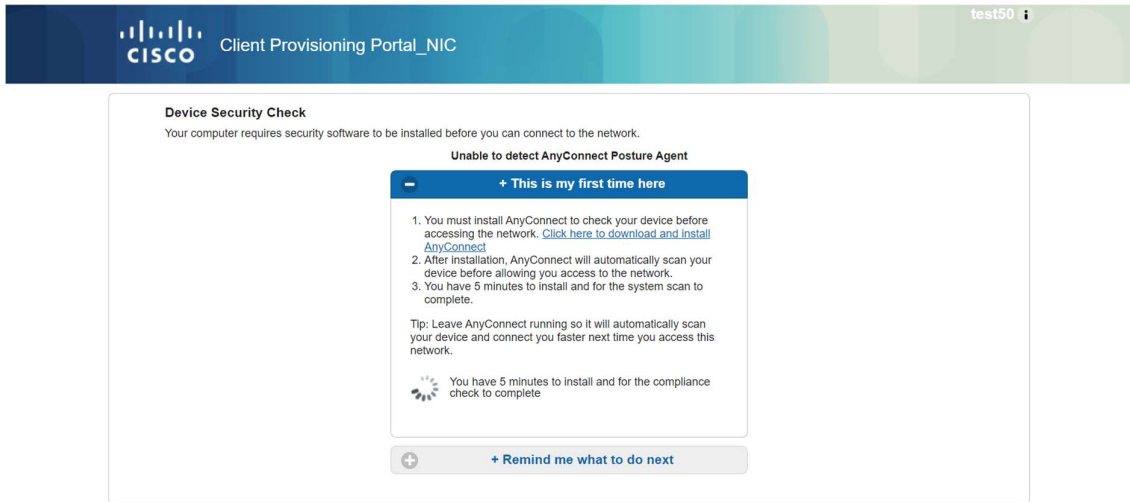 test50 i
CISCO
Client Provisioning Portal_NIC
Device Security Check
Your computer requires security software to be installed before you can connect to the network.
Unable to detect AnyConnect Posture Agent
+ This is my first time here
1. You must install AnyConnect to check your device before
accessing the network. Click here to download and install
AnyConnect
2. After installation, AnyConnect will automatically scan your
device before allowing you access to the network.
3. You have 5 minutes to install and for the system scan to
complete.
Tip: Leave AnyConnect running so it will automatically scan
your device and connect you faster next time you access this
network.
You have 5 minutes to install and for the compliance
check to complete
+ Remind me what to do next